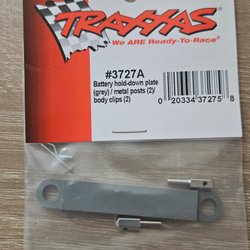 TRAXXAS
We ARE Ready-To-Race®
#3727A
Battery hold-down plate
(grey) / metal posts (2)/
body clips (2)
0 20334 37275 8